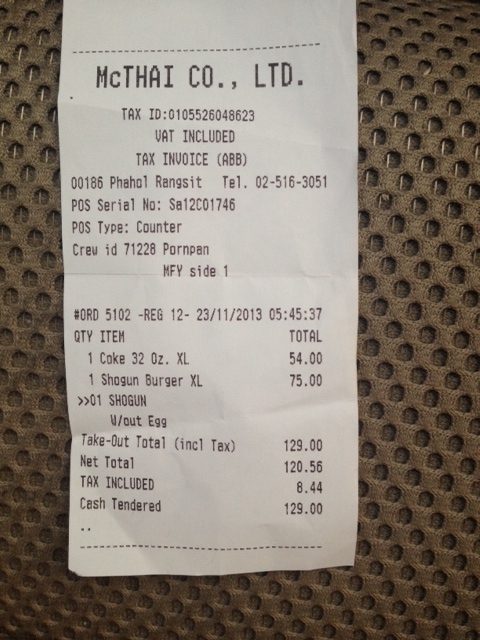 McTHAI CO., LTD.
TAX ID:0105526048623
VAT INCLUDED
TAX INVOICE (ABB)
00186 Phahol Rangsit Tel. 02-516-3051
POS Serial No: Sa12C01746
POS Type: Counter
Crew id 71228 Pornpan
MFY side 1
#ORD 5102 -REG 12- 23/11/2013 05:45:37
QTY ITEM TOTAL
1 Coke 32 Oz. XL 54.00
1 Shogun Burger XL 75.00
>>01 SHOGUN
W/out Egg
Take-Out Total (incl Tax) 129.00
Net Total 120.56
TAX INCLUDED 8.44
Cash Tendered 129.00
..